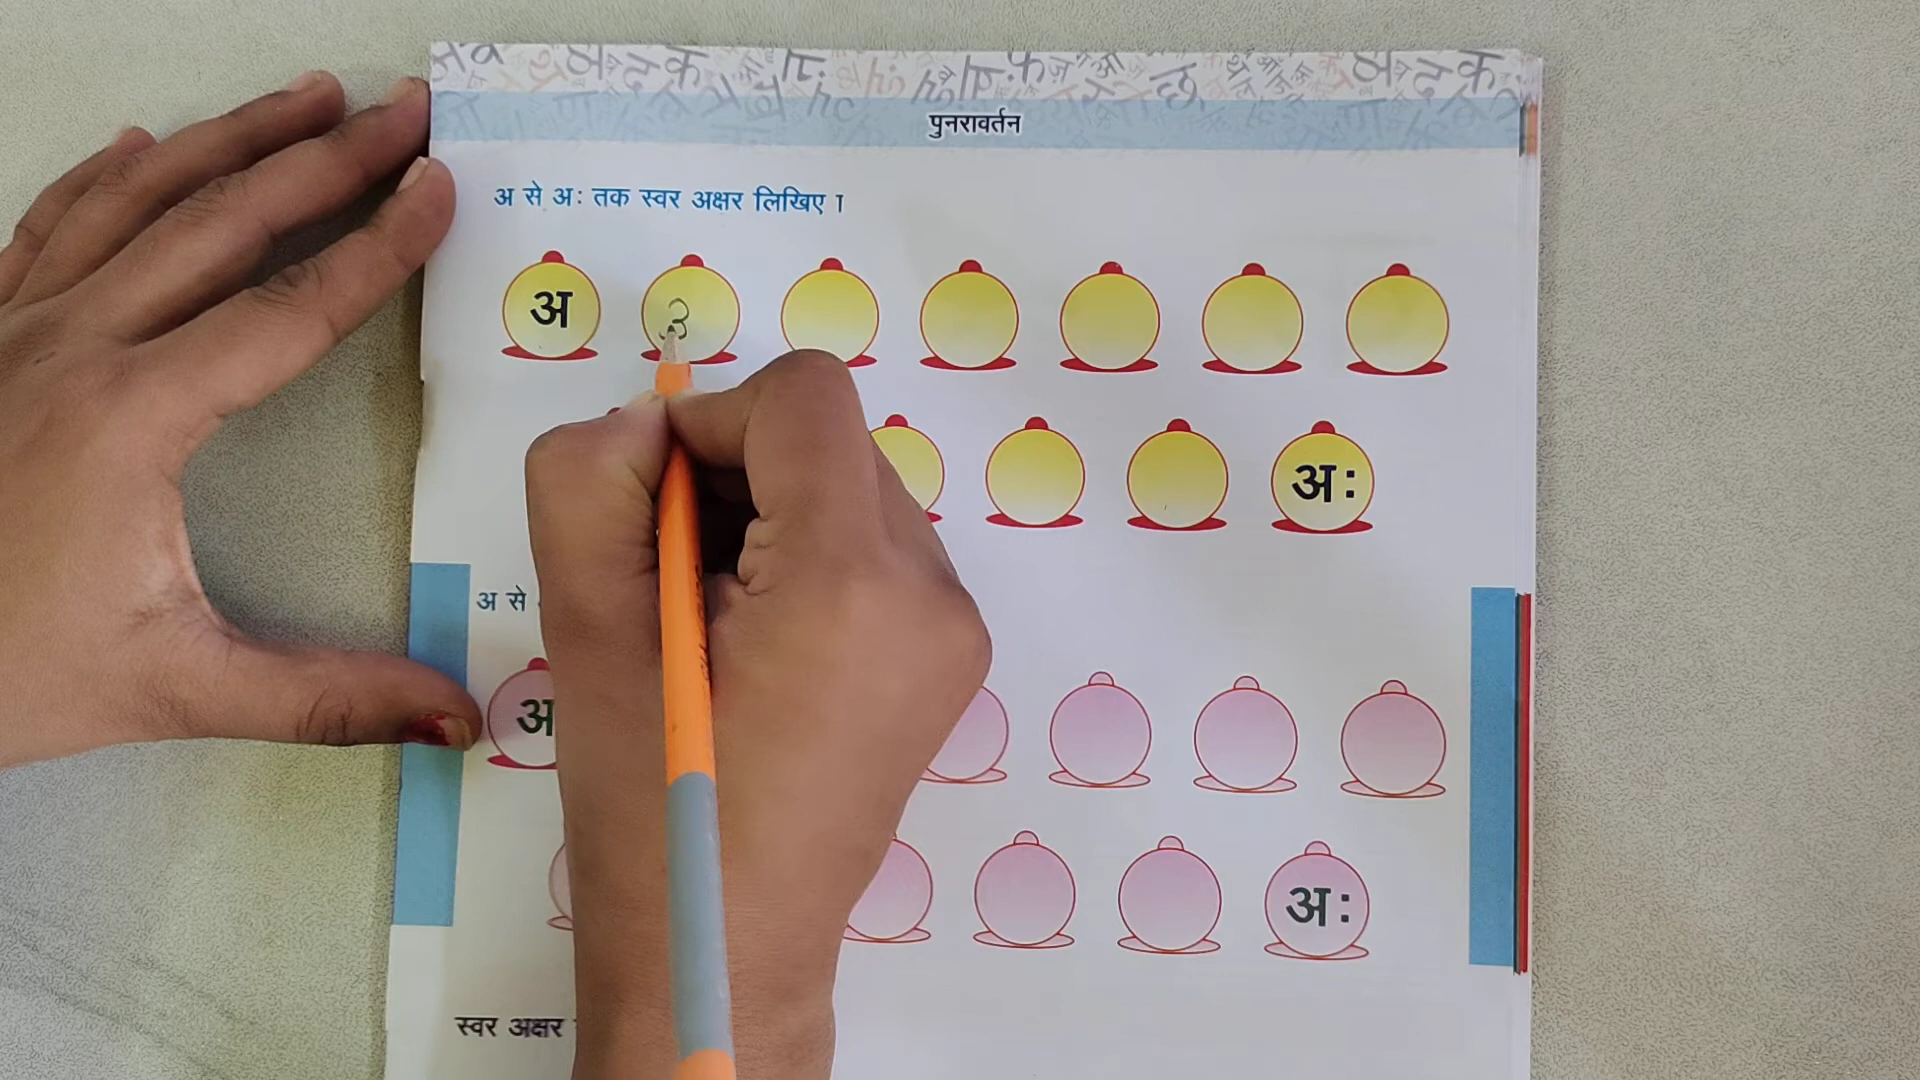 पुनरावर्तन
अ से अः तक स्वर अक्षर लिखिए ।
अ
अः
अ से
अ
अः
स्वर अक्षर